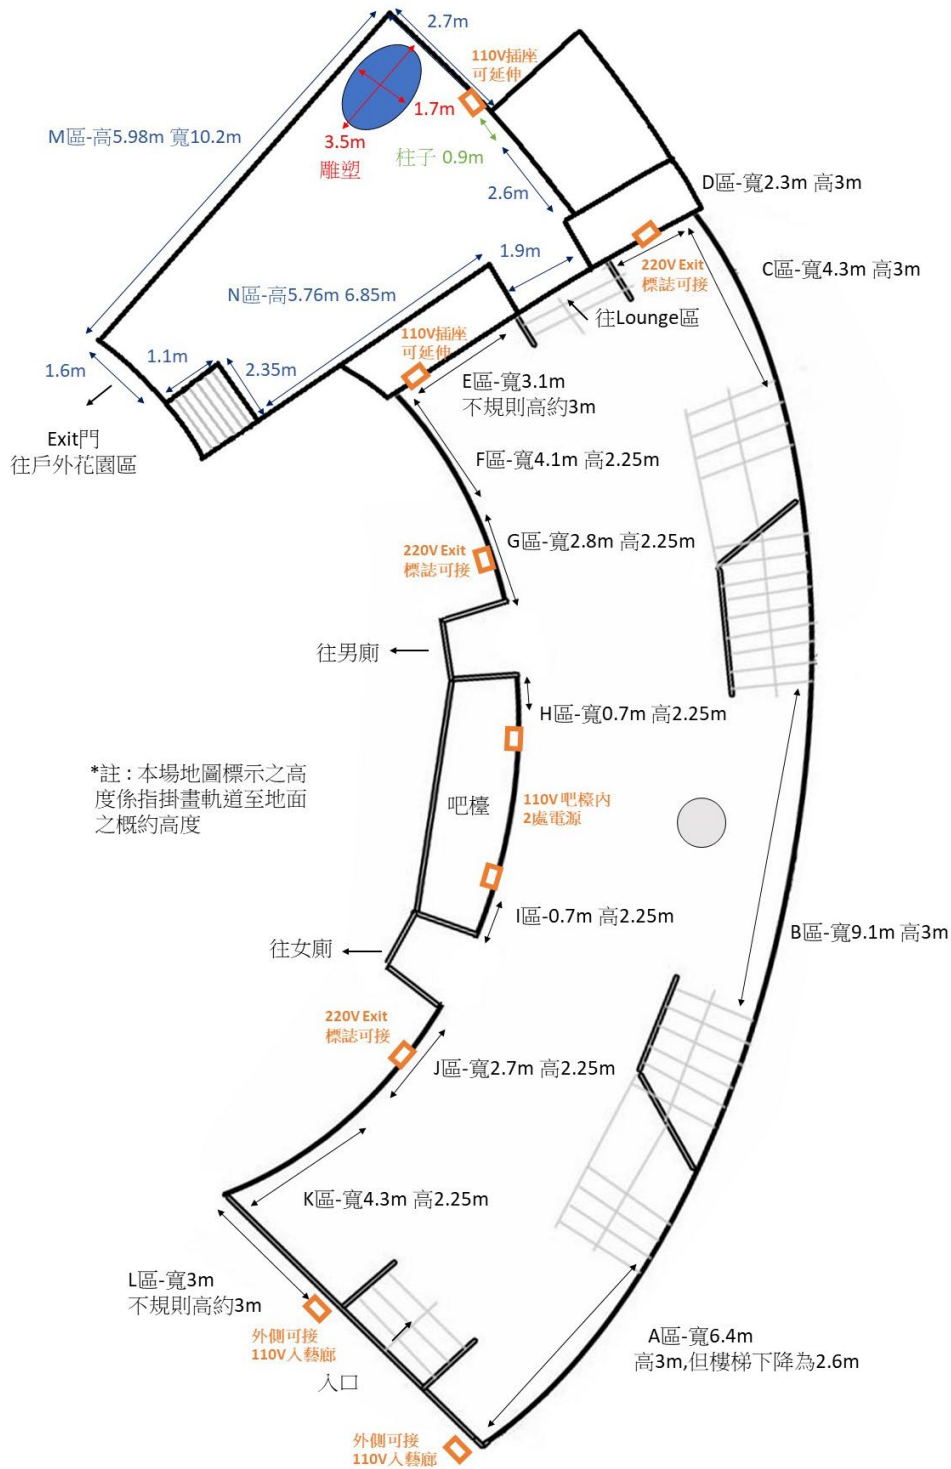 2.7m
110V插座
可延伸
M區-高5.98m 寬10.2m
1.7m
3.5m
雕塑
柱子 0.9m
2.6m
D區-寬2.3m 高3m
1.9m
220V Exit
標誌可接
C區-寬4.3m 高3m
N區-高5.76m 6.85m
往Lounge區
110V插座
可延伸
1.1m
2.35m
1.6m
E區-寬3.1m
不規則高約3m
Exit門
往戶外花園區
F區-寬4.1m 高2.25m
G區-寬2.8m 高2.25m
220V Exit
標誌可接
往男廁
H區-寬0.7m 高2.25m
*註：本場地圖標示之高
度係指掛畫軌道至地面
之概約高度
吧檯
110V 吧檯內
2處電源
I區-0.7m 高2.25m
B區-寬9.1m 高3m
往女廁
220V Exit
標誌可接
J區-寬2.7m 高2.25m
K區-寬4.3m 高2.25m
L區-寬3m
不規則高約3m
外側可接
110V入藝廊
入口
A區-寬6.4m
高3m,但樓梯下降為2.6m
外側可接
110V入藝廊